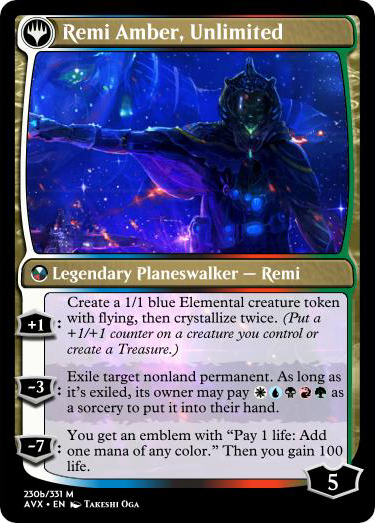 Remi Amber, Unlimited
Legendary Planeswalker — Remi
+1: Create a 1/1 blue Elemental creature token
with flying, then crystallize twice. (Put a
+1/+1 counter on a creature you control or
create a Treasure.)
-3: Exile target nonland permanent. As long as
it's exiled, its owner may pay as
a sorcery to put it into their hand.
-7: You get an emblem with “Pay 1 life: Add
one mana of any color.” Then you gain 100
life.
5
230b/331 M
AVX • EN Takeshi Oga